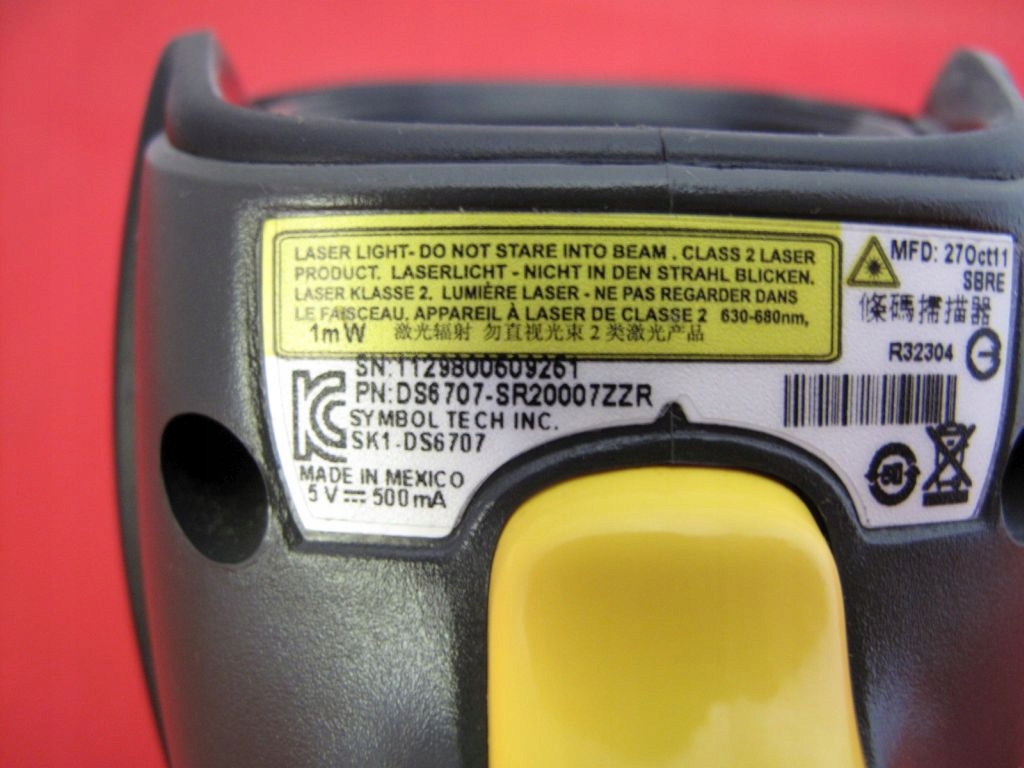 LASER LIGHT- DO NOT STARE INTO BEAM . CLASS 2 LASER
PRODUCT. LASERLICHT - NICHT IN DEN STRAHL BLICKEN.
LASER KLASSE 2. LUMIÈRE LASER - NE PAS REGARDER DANS
LE FAISCEAU. APPAREIL À LASER DE CLASSE 2 630-680nm,
1mW 激光辐射 勿直视光束 2 类激光产品
MFD: 27Oct11
SBRE
條碼掃描器
R32304
SN:1129800509251
PN:DS6707-SR20007ZZR
SYMBOL TECH INC.
SK1-DS6707
MADE IN MEXICO
5 V 500 mA